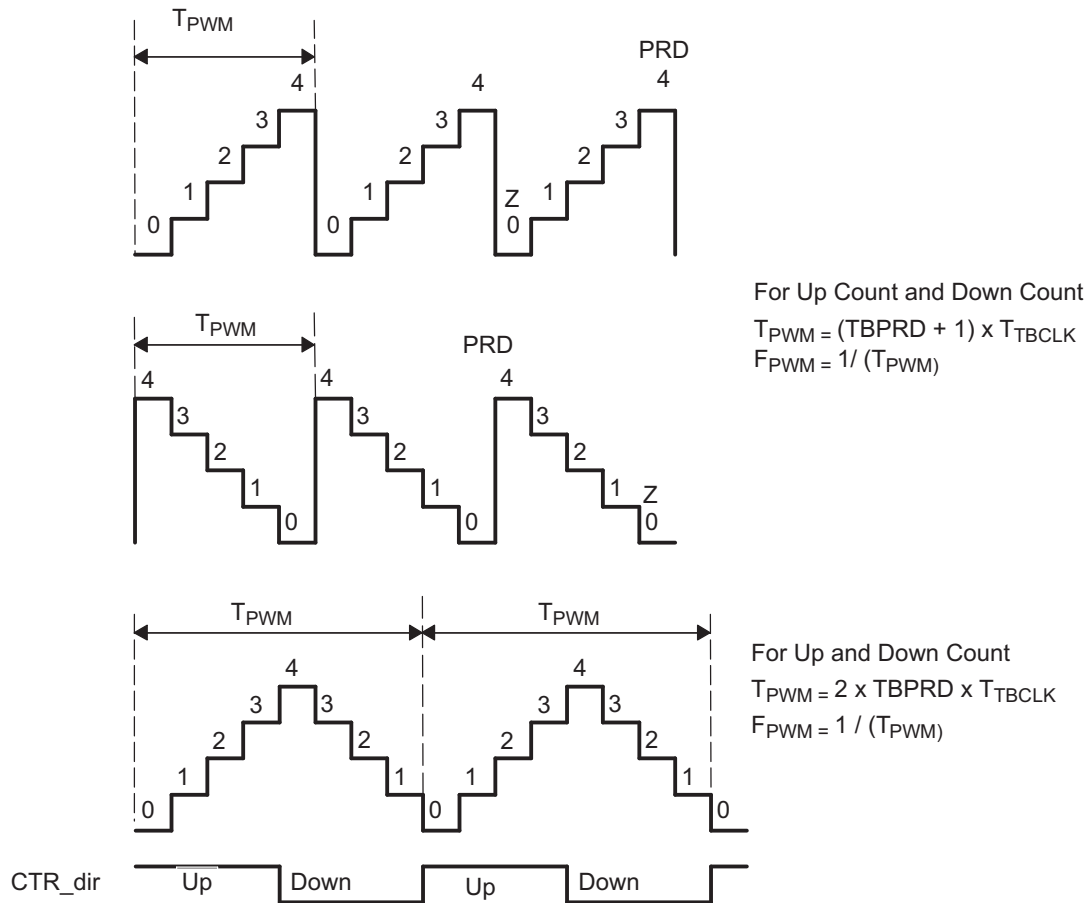 TPWM
PRD
4 4 4
3 3 3
2 2 2
1 1 Z 1
0 0 0
For Up Count and Down Count
TPWM = (TBPRD + 1) x TTBCLK
FPWM = 1/ (TPWM)
TPWM
PRD
4 4 4
3 3 3
2 2 2
1 1 1 Z
0 0 0
TPWM TPWM
For Up and Down Count
TPWM = 2 x TBPRD x TTBCLK
FPWM = 1 / (TPWM)
4 4
3 3 3 3
2 2 2 2
1 1 1 1
0 0 0
CTR_dir Up Down Up Down